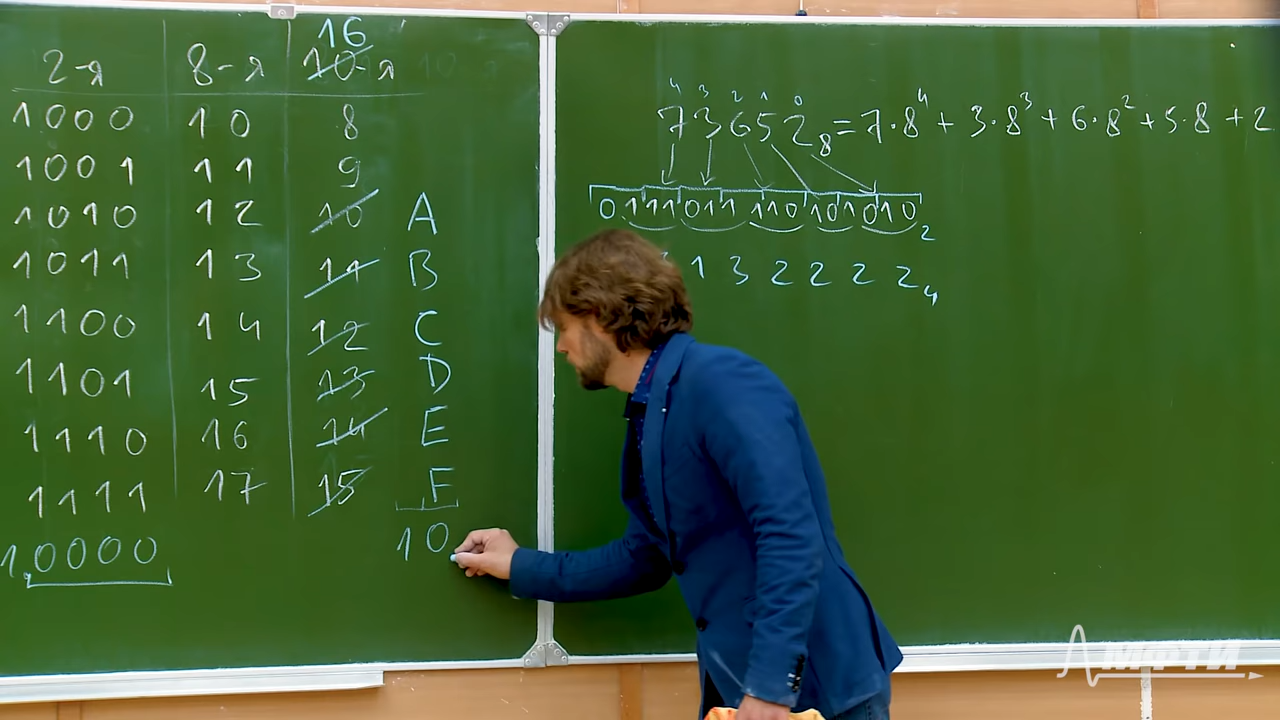 2-я 8-я 16 10-я
1000 10 8
1001 11 9
1010 12 10 A
1011 13 11 B
1100 14 12 C
1101 15 13 D
1110 16 14 E
1111 17 15 F
10000 10
4 3 2 1 0
73652₈ = 7·8⁴ + 3·8³ + 6·8² + 5·8 + 2
0111011110101010₂
1 3 2 2 2 2₄
МФТИ